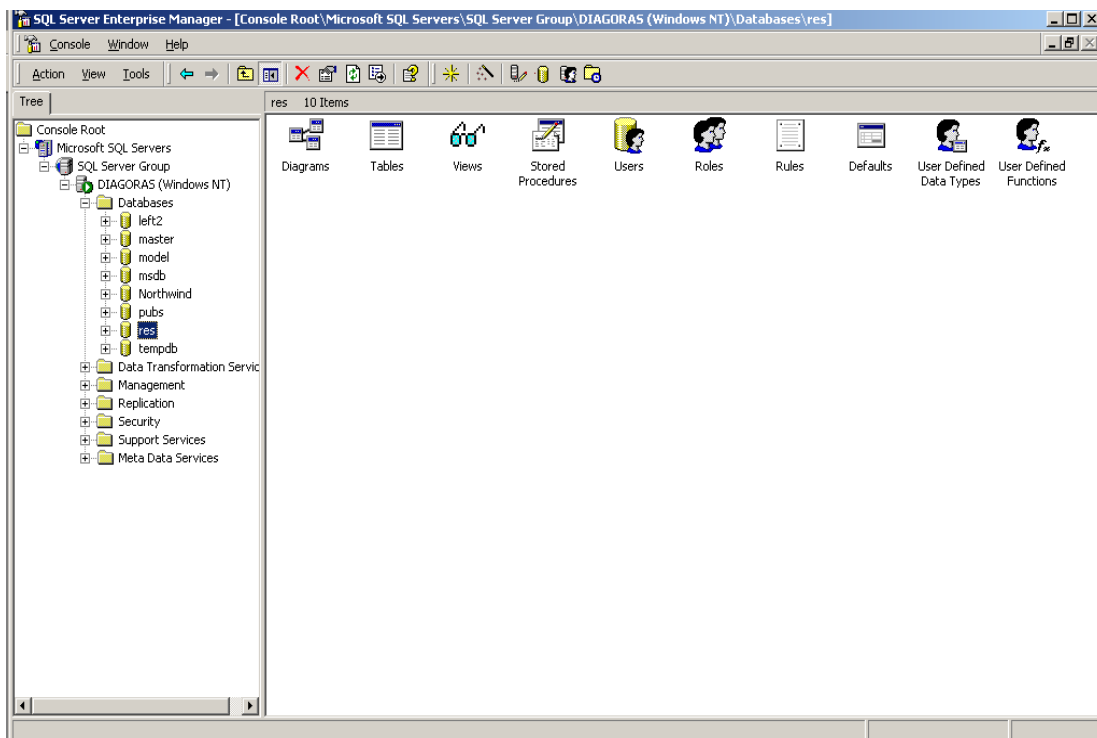 SQL Server Enterprise Manager - [Console Root\Microsoft SQL Servers\SQL Server Group\DIAGORAS (Windows NT)\Databases\res]
Console Window Help
Action View Tools
Tree
res 10 Items
Console Root
Microsoft SQL Servers
SQL Server Group
DIAGORAS (Windows NT)
Databases
left2
master
model
msdb
Northwind
pubs
res
tempdb
Data Transformation Servic
Management
Replication
Security
Support Services
Meta Data Services
Diagrams
Tables
Views
Stored
Procedures
Users
Roles
Rules
Defaults
User Defined
Data Types
User Defined
Functions